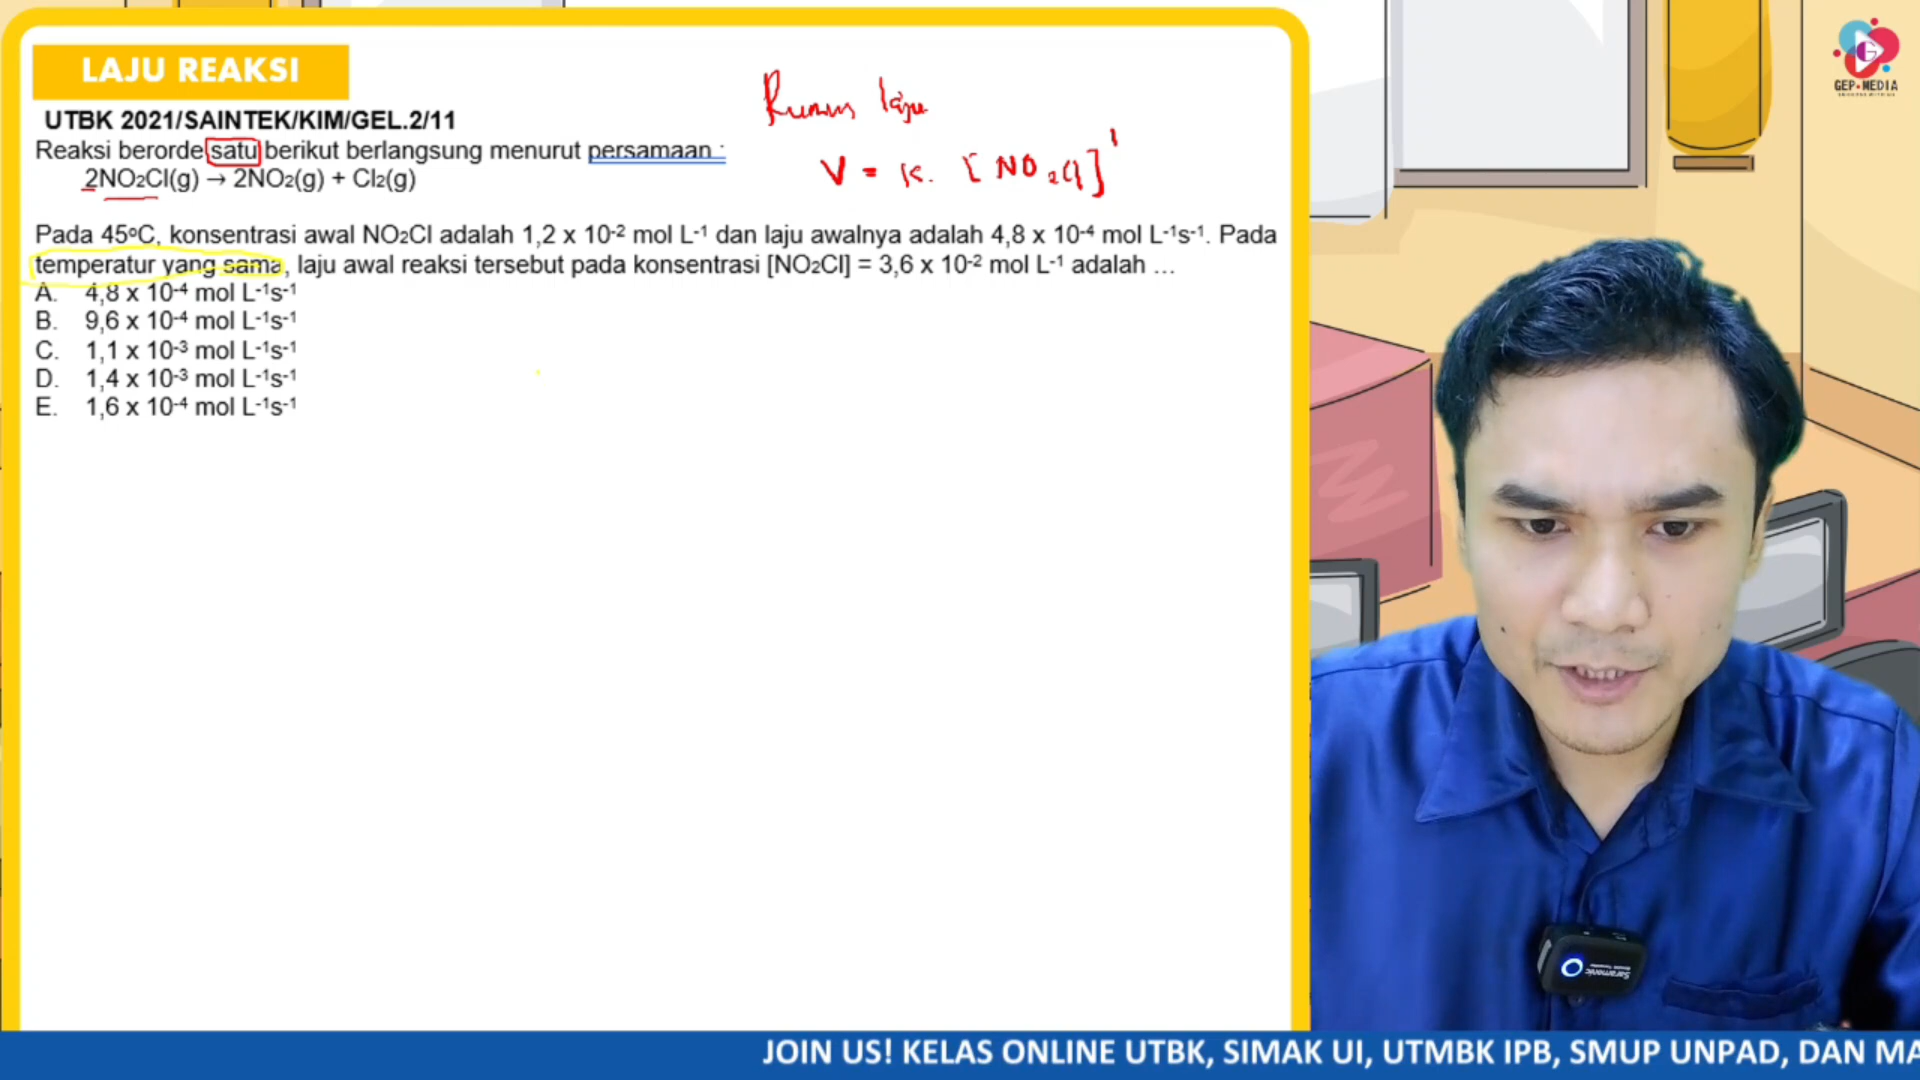 LAJU REAKSI
UTBK 2021/SAINTEK/KIM/GEL.2/11
Reaksi berorde satu berikut berlangsung menurut persamaan :
2NO₂Cl(g) → 2NO₂(g) + Cl₂(g)
Pada 45ºC, konsentrasi awal NO₂Cl adalah 1,2 x 10⁻² mol L⁻¹ dan laju awalnya adalah 4,8 x 10⁻⁴ mol L⁻¹s⁻¹. Pada
temperatur yang sama, laju awal reaksi tersebut pada konsentrasi [NO₂Cl] = 3,6 x 10⁻² mol L⁻¹ adalah ...
A. 4,8 x 10⁻⁴ mol L⁻¹s⁻¹
B. 9,6 x 10⁻⁴ mol L⁻¹s⁻¹
C. 1,1 x 10⁻³ mol L⁻¹s⁻¹
D. 1,4 x 10⁻³ mol L⁻¹s⁻¹
E. 1,6 x 10⁻⁴ mol L⁻¹s⁻¹
Rumus laju
V = k. [NO₂Cl]¹
GEP MEDIA
Saramonic
JOIN US! KELAS ONLINE UTBK, SIMAK UI, UTMBK IPB, SMUP UNPAD, DAN MA